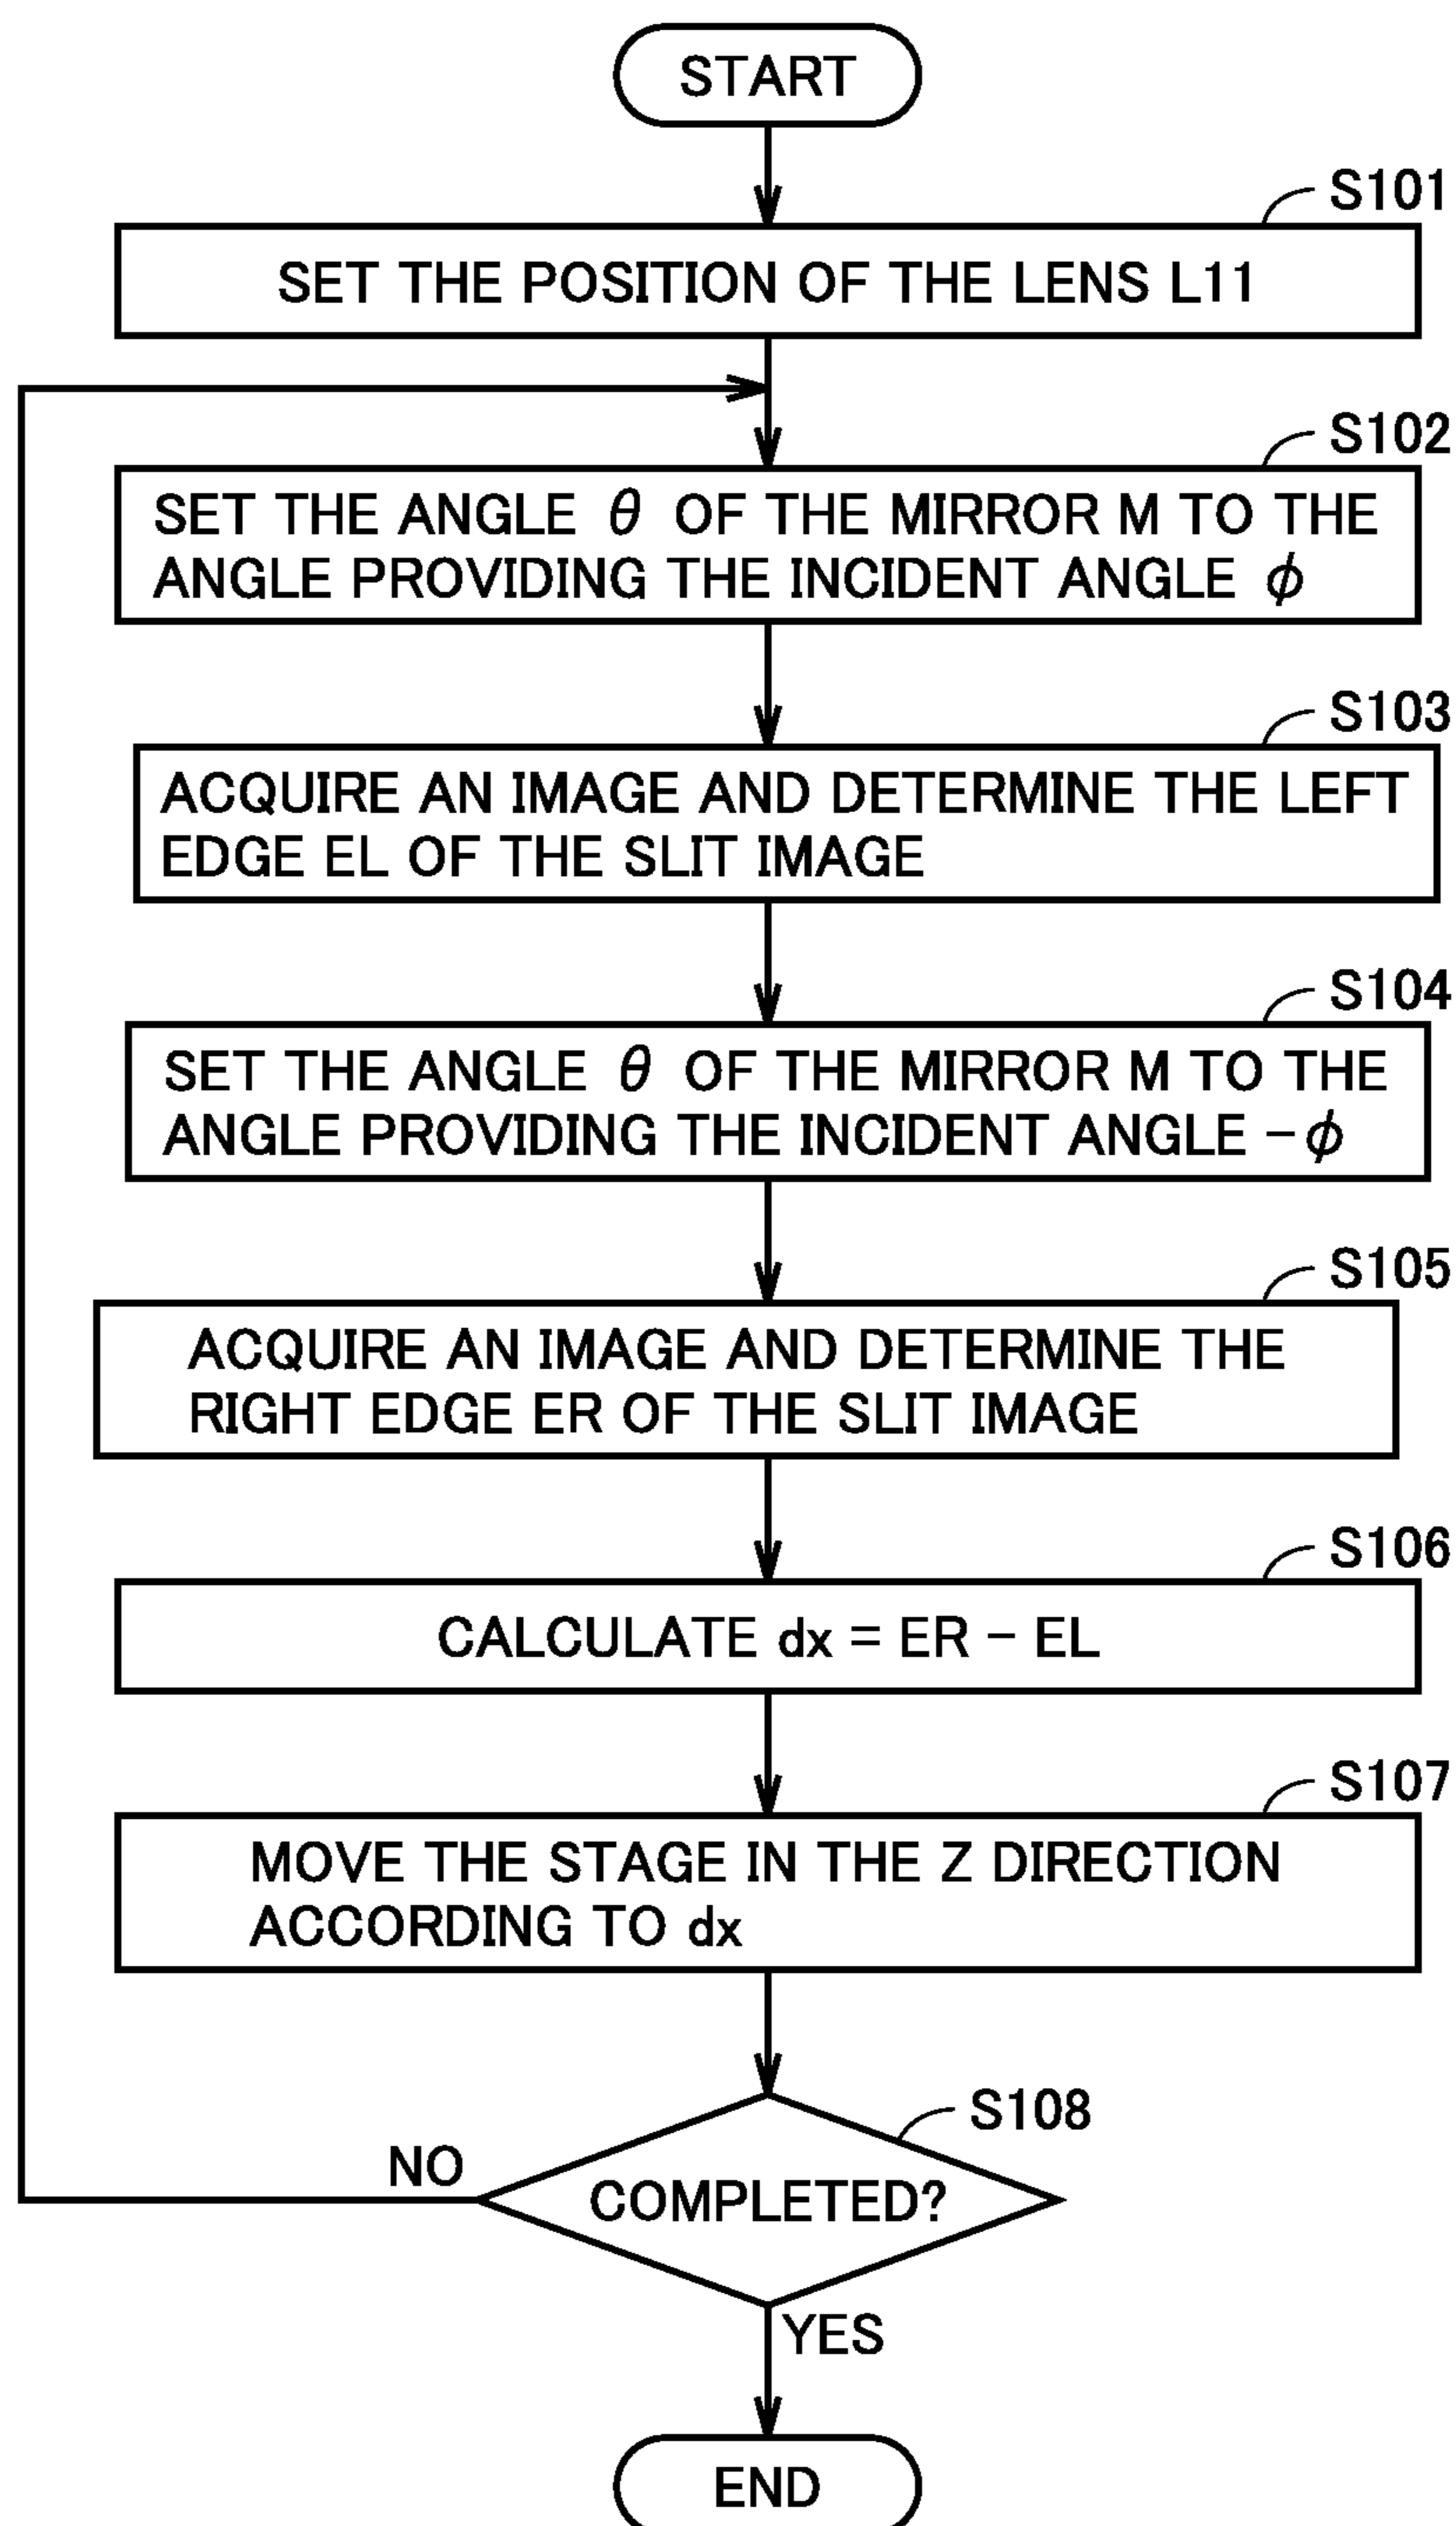 START
S101
SET THE POSITION OF THE LENS L11
S102
SET THE ANGLE θ OF THE MIRROR M TO THE
ANGLE PROVIDING THE INCIDENT ANGLE ϕ
S103
ACQUIRE AN IMAGE AND DETERMINE THE LEFT
EDGE EL OF THE SLIT IMAGE
S104
SET THE ANGLE θ OF THE MIRROR M TO THE
ANGLE PROVIDING THE INCIDENT ANGLE −ϕ
S105
ACQUIRE AN IMAGE AND DETERMINE THE
RIGHT EDGE ER OF THE SLIT IMAGE
S106
CALCULATE dx = ER − EL
S107
MOVE THE STAGE IN THE Z DIRECTION
ACCORDING TO dx
S108
NO
COMPLETED?
YES
END